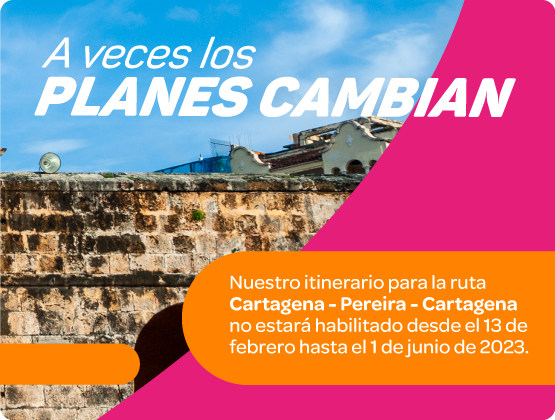 A veces los
PLANES CAMBIAN
Nuestro itinerario para la ruta
Cartagena - Pereira - Cartagena
no estará habilitado desde el 13 de
febrero hasta el 1 de junio de 2023.